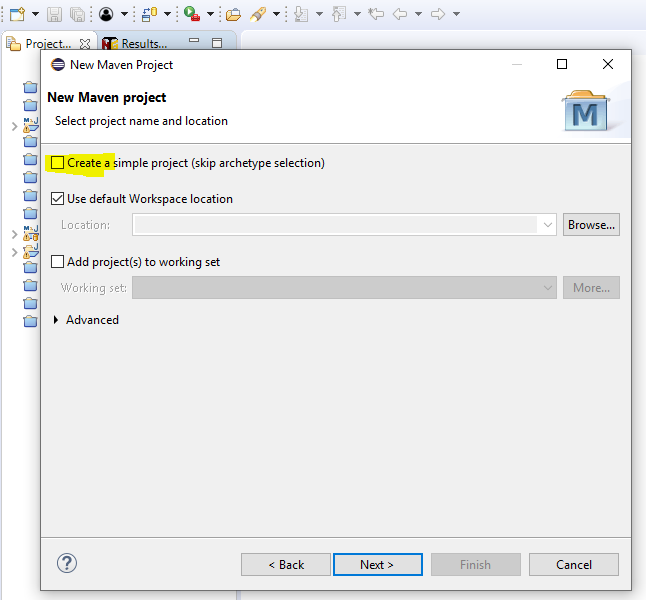 Project... Results...
New Maven Project
New Maven project
Select project name and location
M
Create a simple project (skip archetype selection)
Use default Workspace location
Location:
Browse...
Add project(s) to working set
Working set:
More...
Advanced
?
< Back
Next >
Finish
Cancel